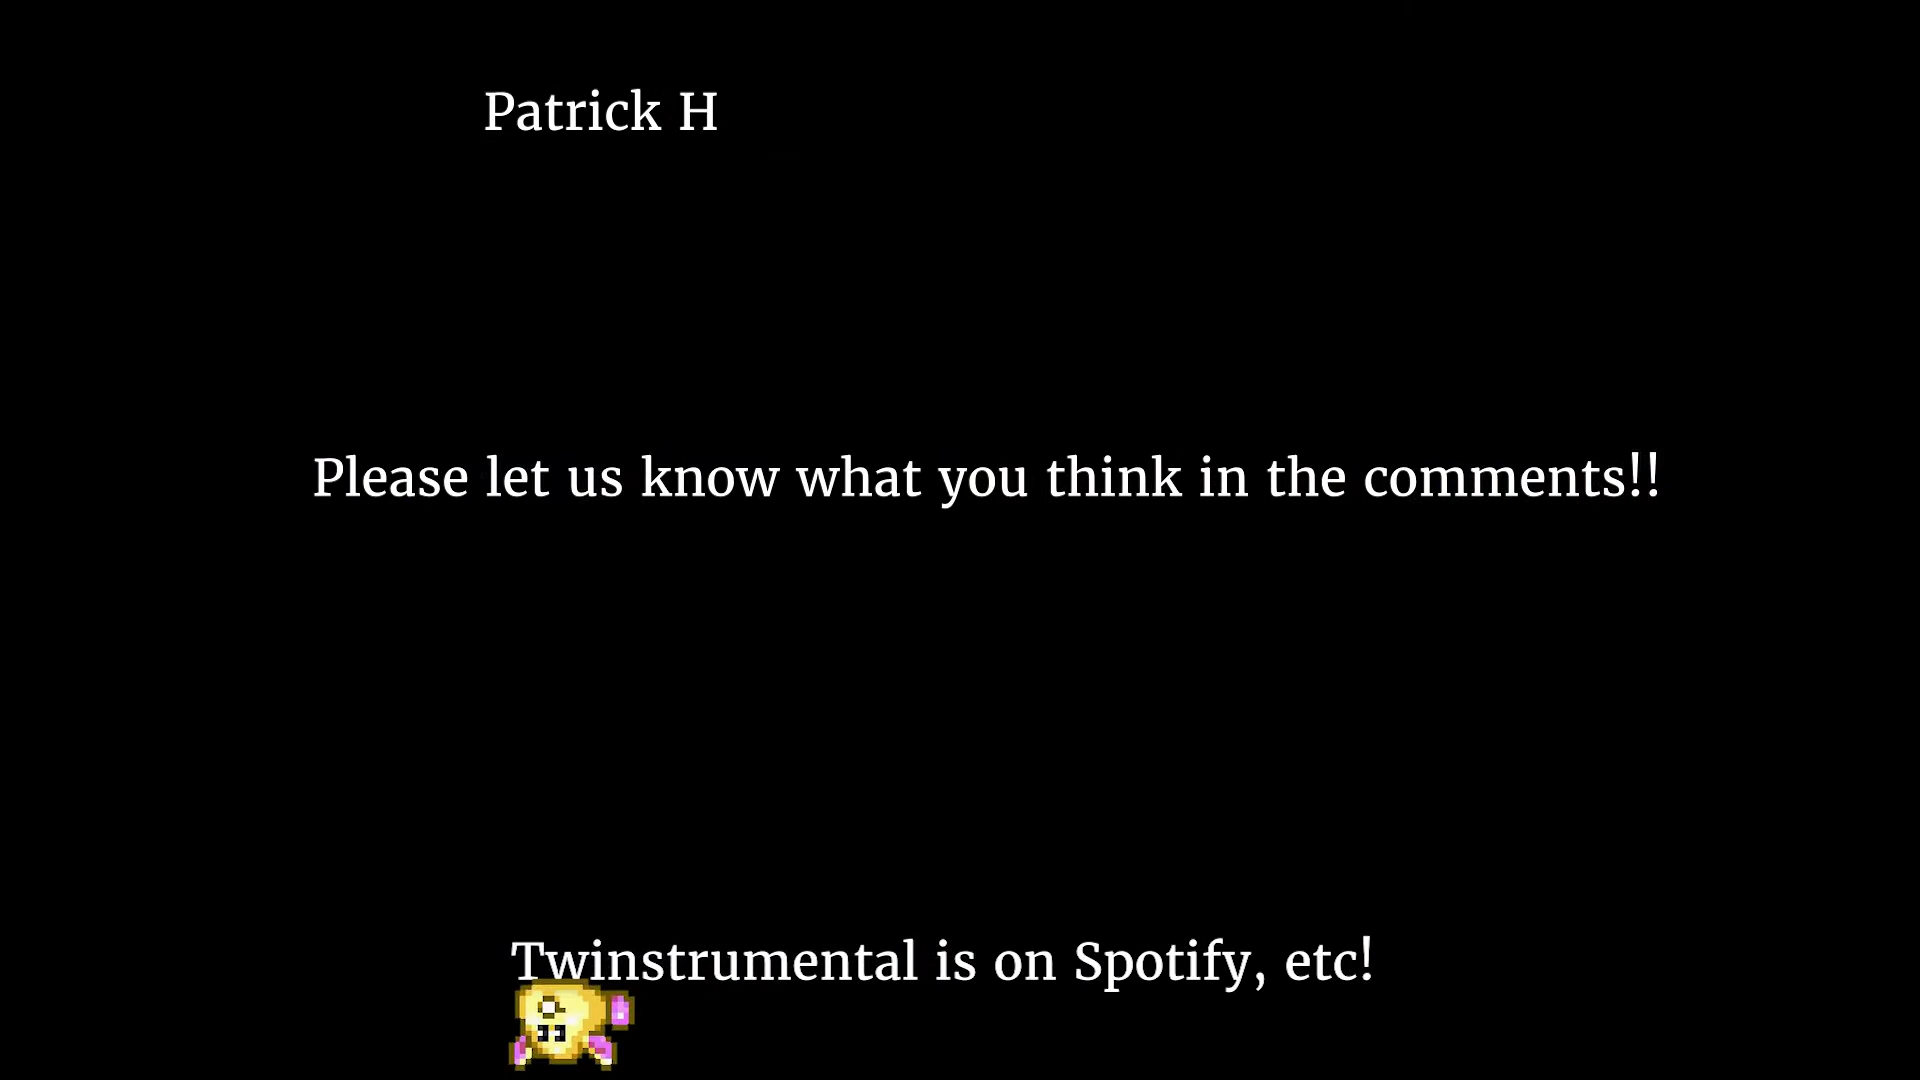 Patrick H
Please let us know what you think in the comments!!
Twinstrumental is on Spotify, etc!